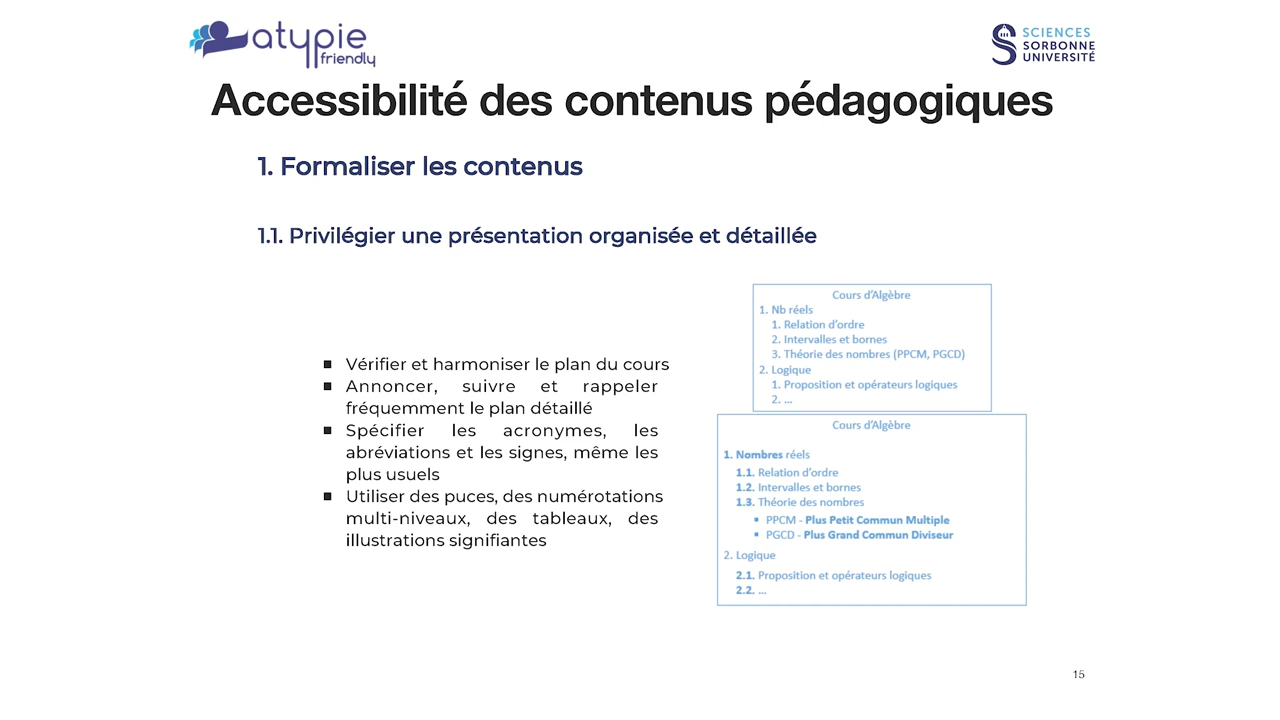 atypie
friendly
SCIENCES
SORBONNE
UNIVERSITÉ
Accessibilité des contenus pédagogiques
1. Formaliser les contenus
1.1. Privilégier une présentation organisée et détaillée
▪ Vérifier et harmoniser le plan du cours
▪ Annoncer, suivre et rappeler
fréquemment le plan détaillé
▪ Spécifier les acronymes, les
abréviations et les signes, même les
plus usuels
▪ Utiliser des puces, des numérotations
multi-niveaux, des tableaux, des
illustrations signifiantes
Cours d'Algèbre
1. Nb réels
1. Relation d'ordre
2. Intervalles et bornes
3. Théorie des nombres (PPCM, PGCD)
2. Logique
1. Proposition et opérateurs logiques
2. ...
Cours d'Algèbre
1. Nombres réels
1.1. Relation d'ordre
1.2. Intervalles et bornes
1.3. Théorie des nombres
▪ PPCM - Plus Petit Commun Multiple
▪ PGCD - Plus Grand Commun Diviseur
2. Logique
2.1. Proposition et opérateurs logiques
2.2. ...
15